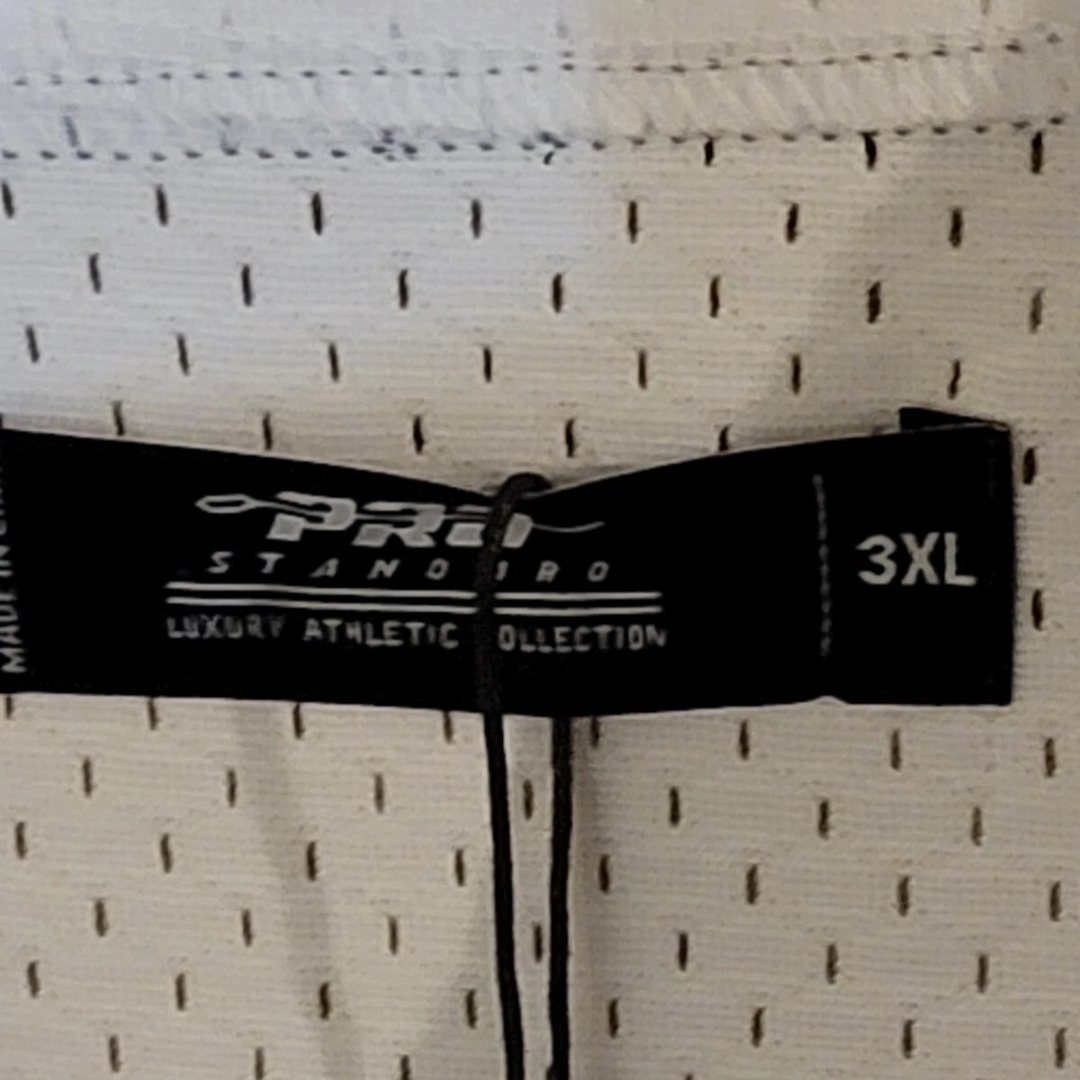 MADE IN
PRO
STANDARD
LUXURY ATHLETIC COLLECTION
3XL